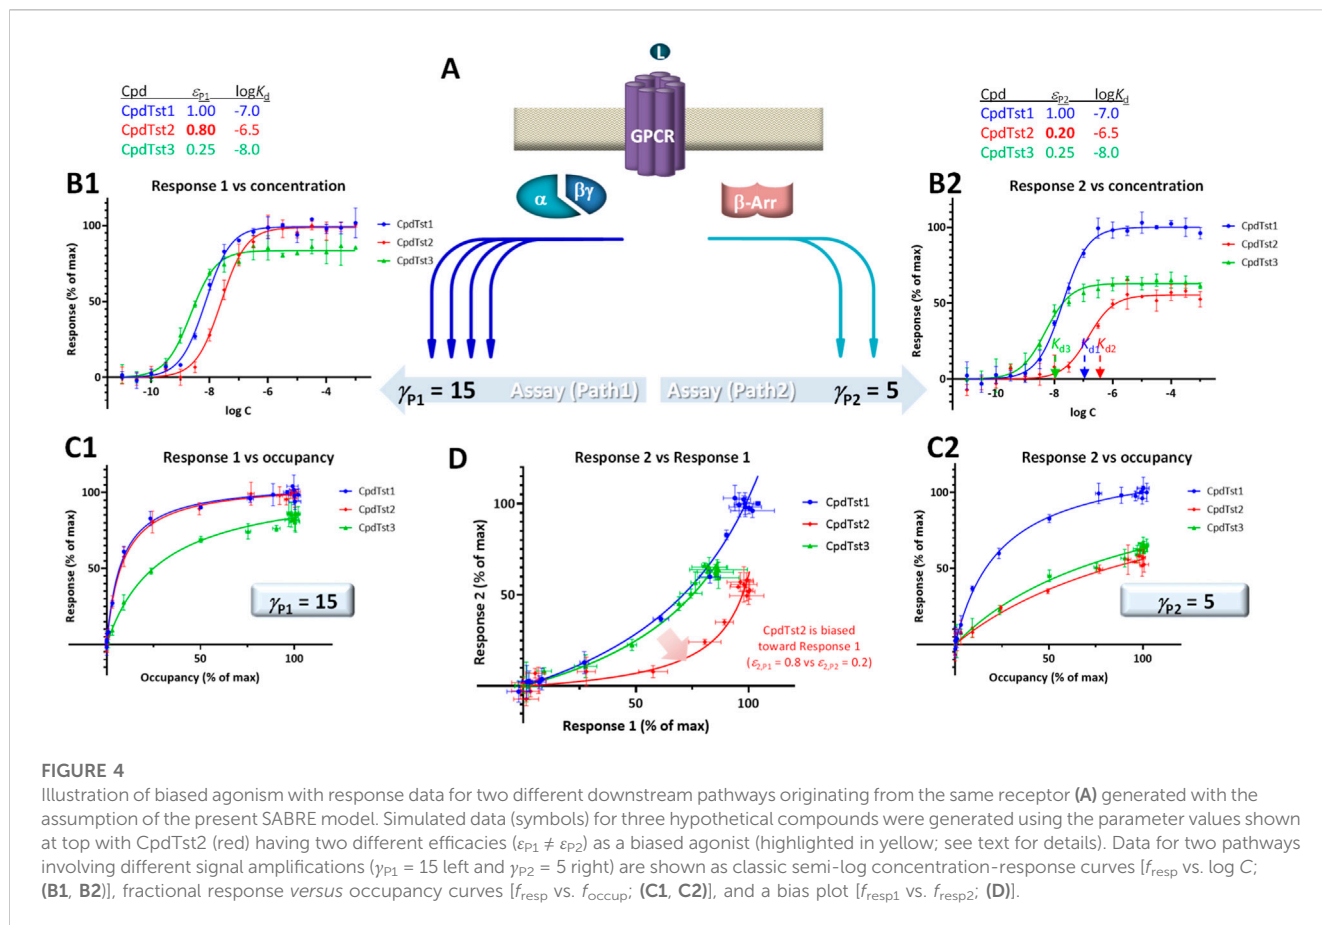 A
L
GPCR
α
βγ
β-Arr
Cpd εP1 logKd
CpdTst1 1.00 -7.0
CpdTst2 0.80 -6.5
CpdTst3 0.25 -8.0
Cpd εP2 logKd
CpdTst1 1.00 -7.0
CpdTst2 0.20 -6.5
CpdTst3 0.25 -8.0
B1
Response 1 vs concentration
Response (% of max)
100
50
0
-10 -8 -6 -4
log C
CpdTst1
CpdTst2
CpdTst3
γP1 = 15 Assay (Path1)
Assay (Path2) γP2 = 5
B2
Response 2 vs concentration
Response (% of max)
100
50
0
-10 -8 -6 -4
log C
Kd3 Kd1 Kd2
CpdTst1
CpdTst2
CpdTst3
C1
Response 1 vs occupancy
Response (% of max)
100
50
50 100
Occupancy (% of max)
CpdTst1
CpdTst2
CpdTst3
γP1 = 15
D
Response 2 vs Response 1
Response 2 (% of max)
100
50
50 100
Response 1 (% of max)
CpdTst1
CpdTst2
CpdTst3
CpdTst2 is biased
toward Response 1
(ε2,P1 = 0.8 vs ε2,P2 = 0.2)
C2
Response 2 vs occupancy
Response (% of max)
100
50
50 100
Occupancy (% of max)
CpdTst1
CpdTst2
CpdTst3
γP2 = 5
FIGURE 4
Illustration of biased agonism with response data for two different downstream pathways originating from the same receptor (A) generated with the
assumption of the present SABRE model. Simulated data (symbols) for three hypothetical compounds were generated using the parameter values shown
at top with CpdTst2 (red) having two different efficacies (εP1 ≠ εP2) as a biased agonist (highlighted in yellow; see text for details). Data for two pathways
involving different signal amplifications (γP1 = 15 left and γP2 = 5 right) are shown as classic semi-log concentration-response curves [fresp vs. log C;
(B1, B2)], fractional response versus occupancy curves [fresp vs. foccup; (C1, C2)], and a bias plot [fresp1 vs. fresp2; (D)].